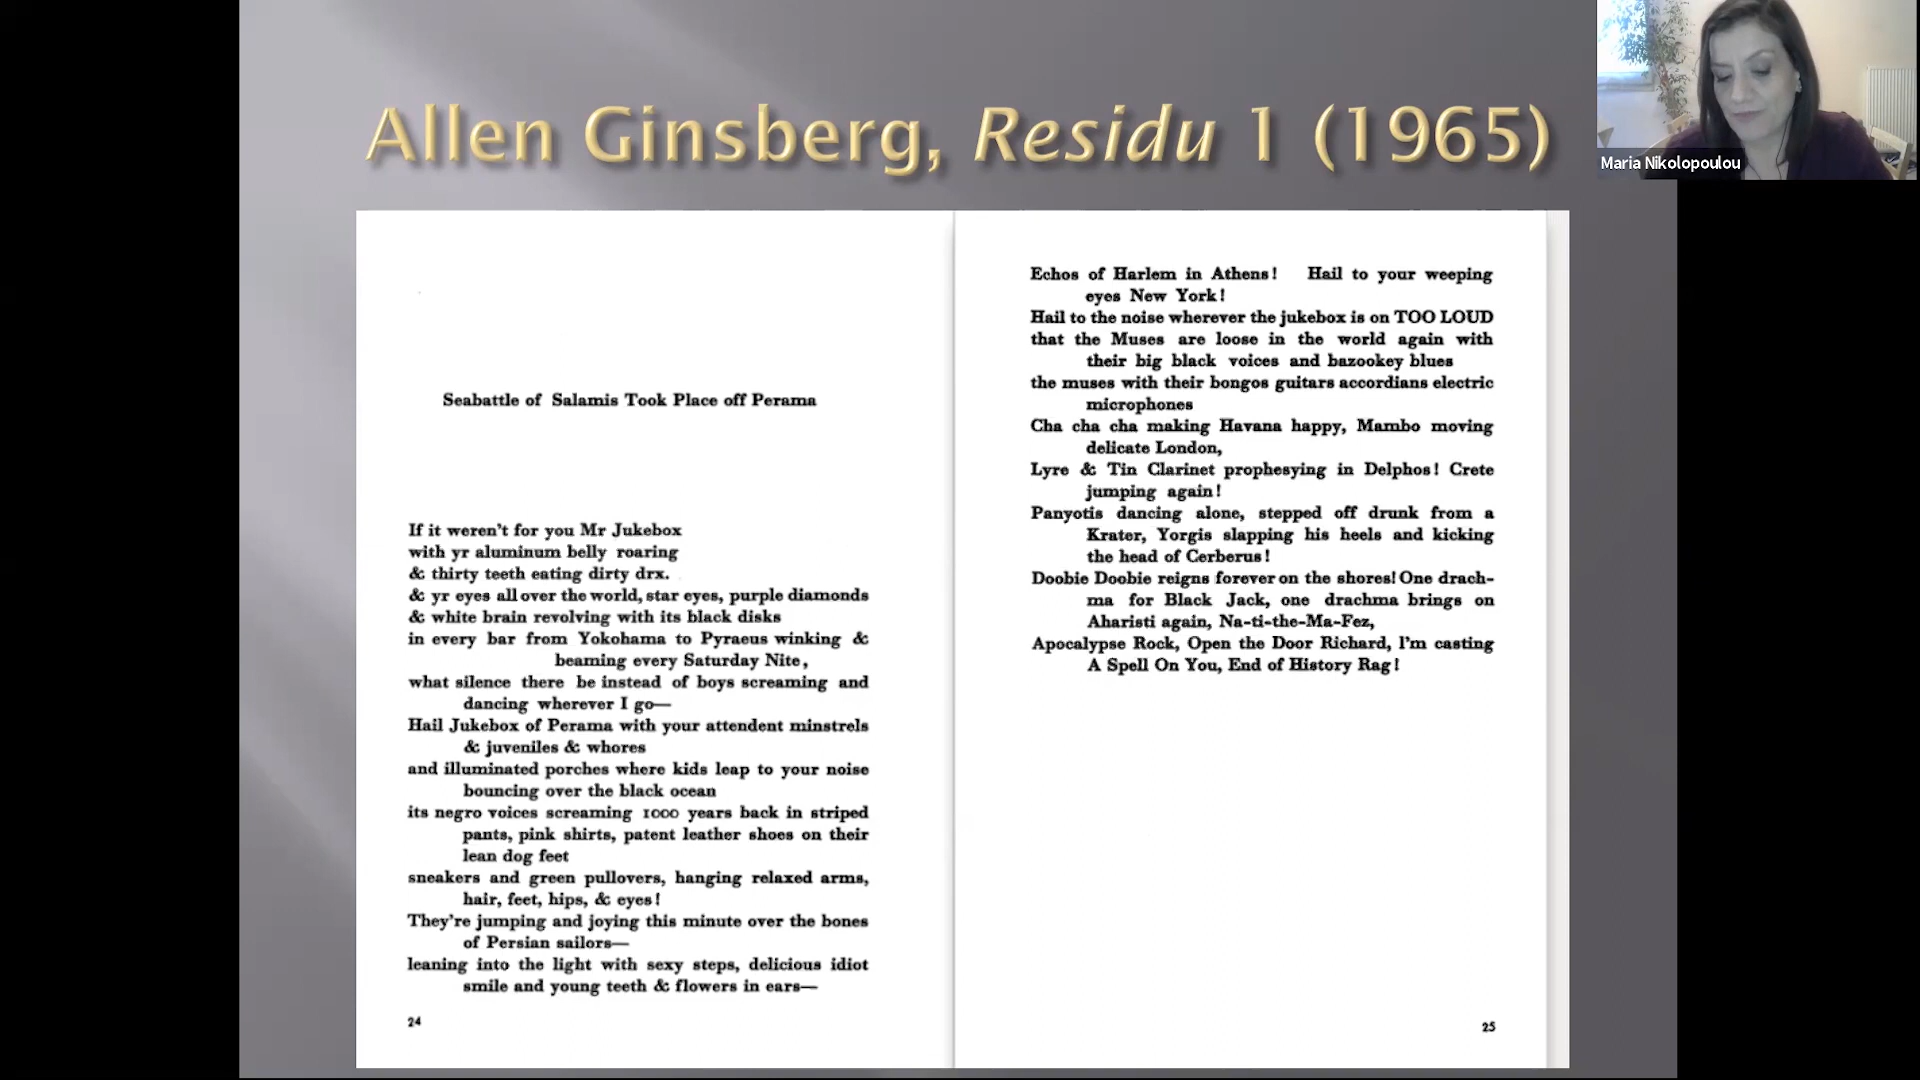 Allen Ginsberg, Residu 1 (1965)
Maria Nikolopoulou
Seabattle of Salamis Took Place off Perama
If it weren't for you Mr Jukebox
with yr aluminum belly roaring
& thirty teeth eating dirty drx.
& yr eyes all over the world, star eyes, purple diamonds
& white brain revolving with its black disks
in every bar from Yokohama to Pyraeus winking &
beaming every Saturday Nite,
what silence there be instead of boys screaming and
dancing wherever I go—
Hail Jukebox of Perama with your attendent minstrels
& juveniles & whores
and illuminated porches where kids leap to your noise
bouncing over the black ocean
its negro voices screaming 1000 years back in striped
pants, pink shirts, patent leather shoes on their
lean dog feet
sneakers and green pullovers, hanging relaxed arms,
hair, feet, hips, & eyes!
They're jumping and joying this minute over the bones
of Persian sailors—
leaning into the light with sexy steps, delicious idiot
smile and young teeth & flowers in ears—
24
Echos of Harlem in Athens! Hail to your weeping
eyes New York!
Hail to the noise wherever the jukebox is on TOO LOUD
that the Muses are loose in the world again with
their big black voices and bazookey blues
the muses with their bongos guitars accordians electric
microphones
Cha cha cha making Havana happy, Mambo moving
delicate London,
Lyre & Tin Clarinet prophesying in Delphos! Crete
jumping again!
Panyotis dancing alone, stepped off drunk from a
Krater, Yorgis slapping his heels and kicking
the head of Cerberus!
Doobie Doobie reigns forever on the shores! One drach-
ma for Black Jack, one drachma brings on
Aharisti again, Na-ti-the-Ma-Fez,
Apocalypse Rock, Open the Door Richard, I'm casting
A Spell On You, End of History Rag!
25